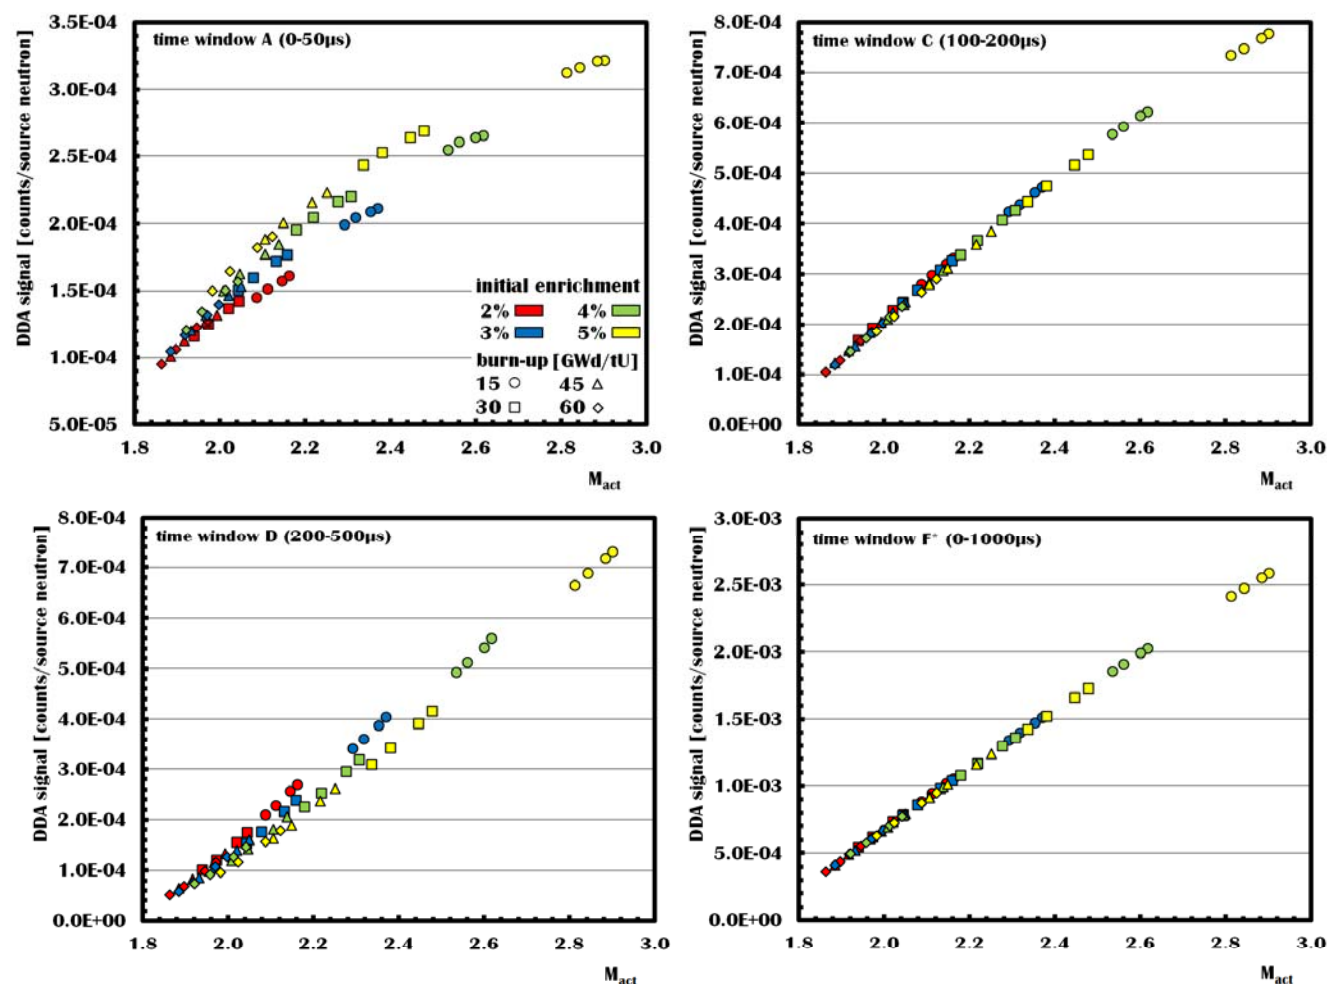 time window A (0-50µs)
DDA signal [counts/source neutron]
3.5E-04
3.0E-04
2.5E-04
2.0E-04
1.5E-04
1.0E-04
5.0E-05
1.8 2.0 2.2 2.4 2.6 2.8 3.0
Mact
initial enrichment
2% 4%
3% 5%
burn-up [GWd/tU]
15 45
30 60
time window C (100-200µs)
DDA signal [counts/source neutron]
8.0E-04
7.0E-04
6.0E-04
5.0E-04
4.0E-04
3.0E-04
2.0E-04
1.0E-04
0.0E+00
1.8 2.0 2.2 2.4 2.6 2.8 3.0
Mact
time window D (200-500µs)
DDA signal [counts/source neutron]
8.0E-04
7.0E-04
6.0E-04
5.0E-04
4.0E-04
3.0E-04
2.0E-04
1.0E-04
0.0E+00
1.8 2.0 2.2 2.4 2.6 2.8 3.0
Mact
time window F* (0-1000µs)
DDA signal [counts/source neutron]
3.0E-03
2.5E-03
2.0E-03
1.5E-03
1.0E-03
5.0E-04
0.0E+00
1.8 2.0 2.2 2.4 2.6 2.8 3.0
Mact